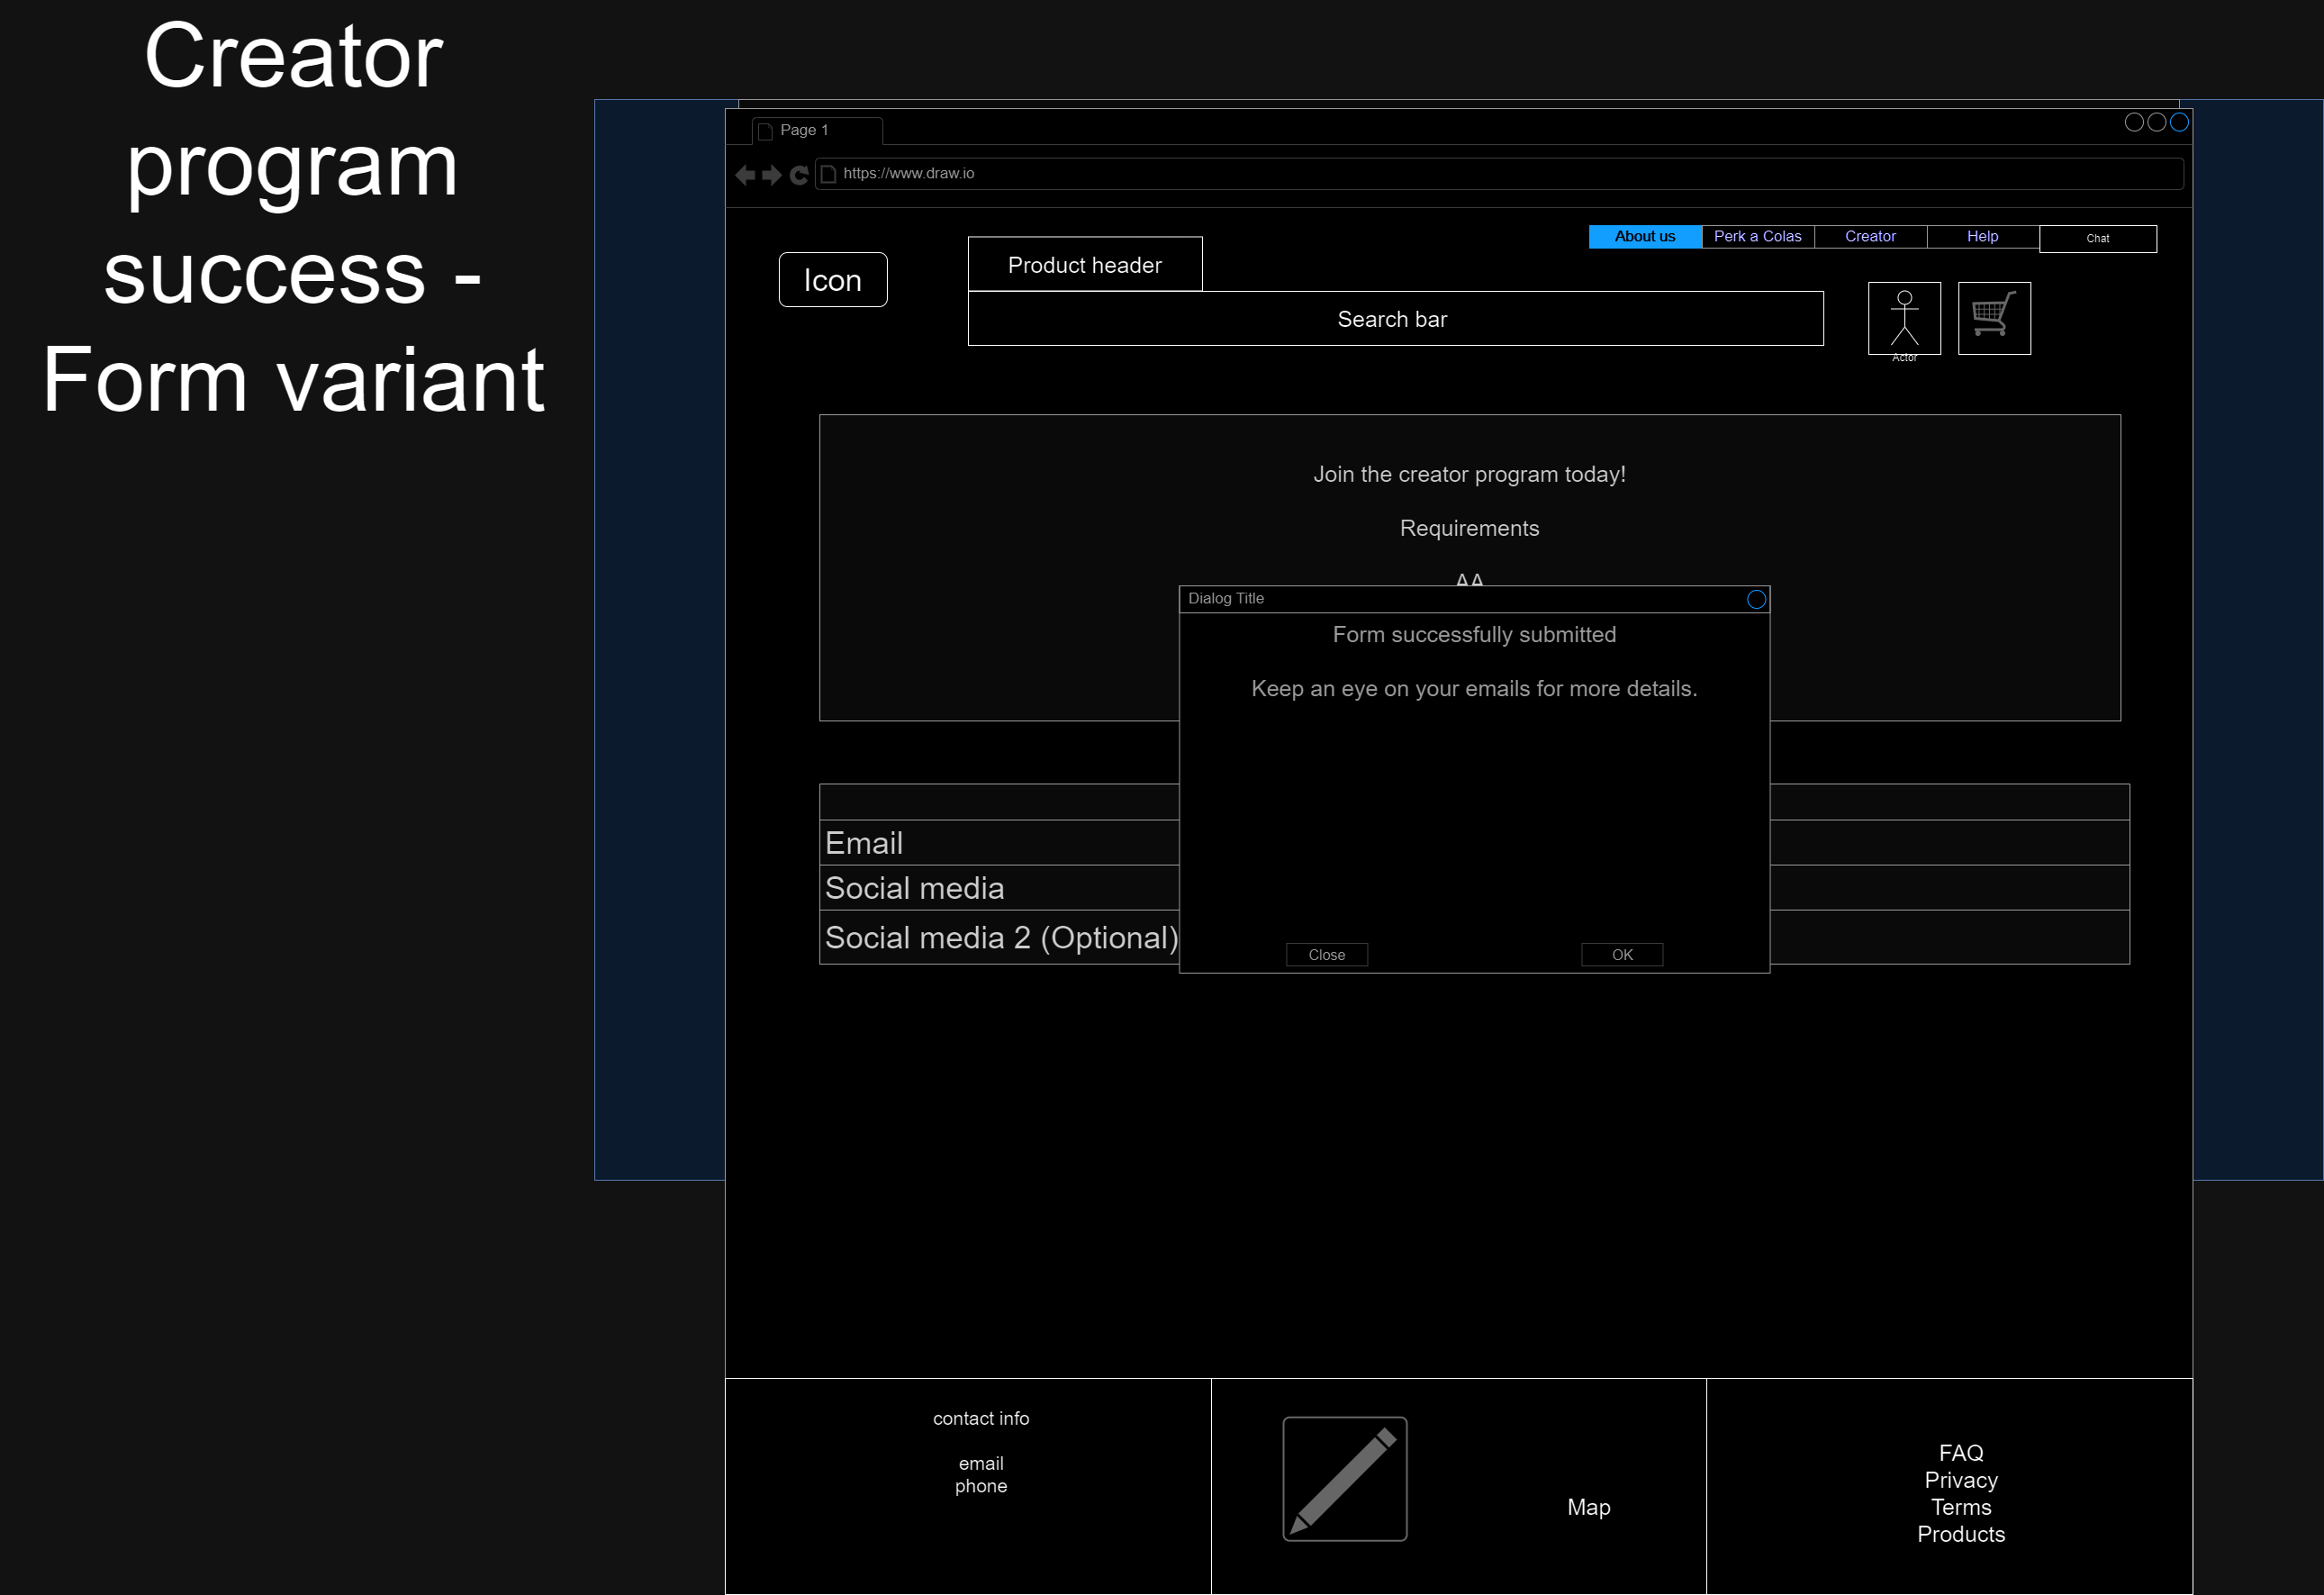 Creator
program
success -
Form variant
Page 1
https://www.draw.io
About us
Perk a Colas
Creator
Help
Chat
Icon
Product header
Search bar
Actor
Join the creator program today!
Requirements
AA
Dialog Title
Form successfully submitted
Keep an eye on your emails for more details.
Email
Social media
Social media 2 (Optional)
Close
OK
contact info
email
phone
Map
FAQ
Privacy
Terms
Products